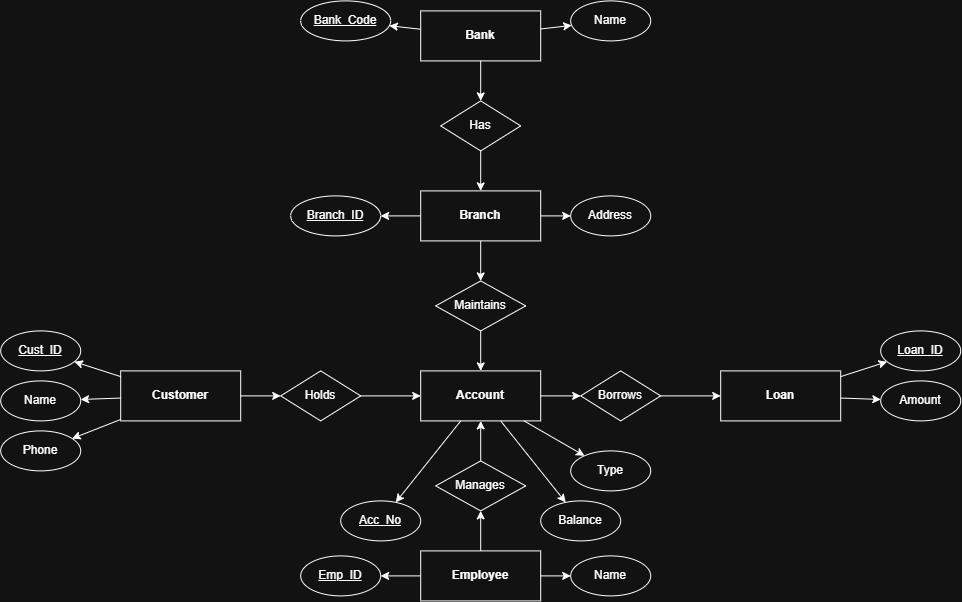 Bank_Code
Bank
Name
Has
Branch_ID
Branch
Address
Maintains
Cust_ID
Name
Phone
Customer
Holds
Account
Borrows
Loan
Loan_ID
Amount
Type
Manages
Acc_No
Balance
Emp_ID
Employee
Name